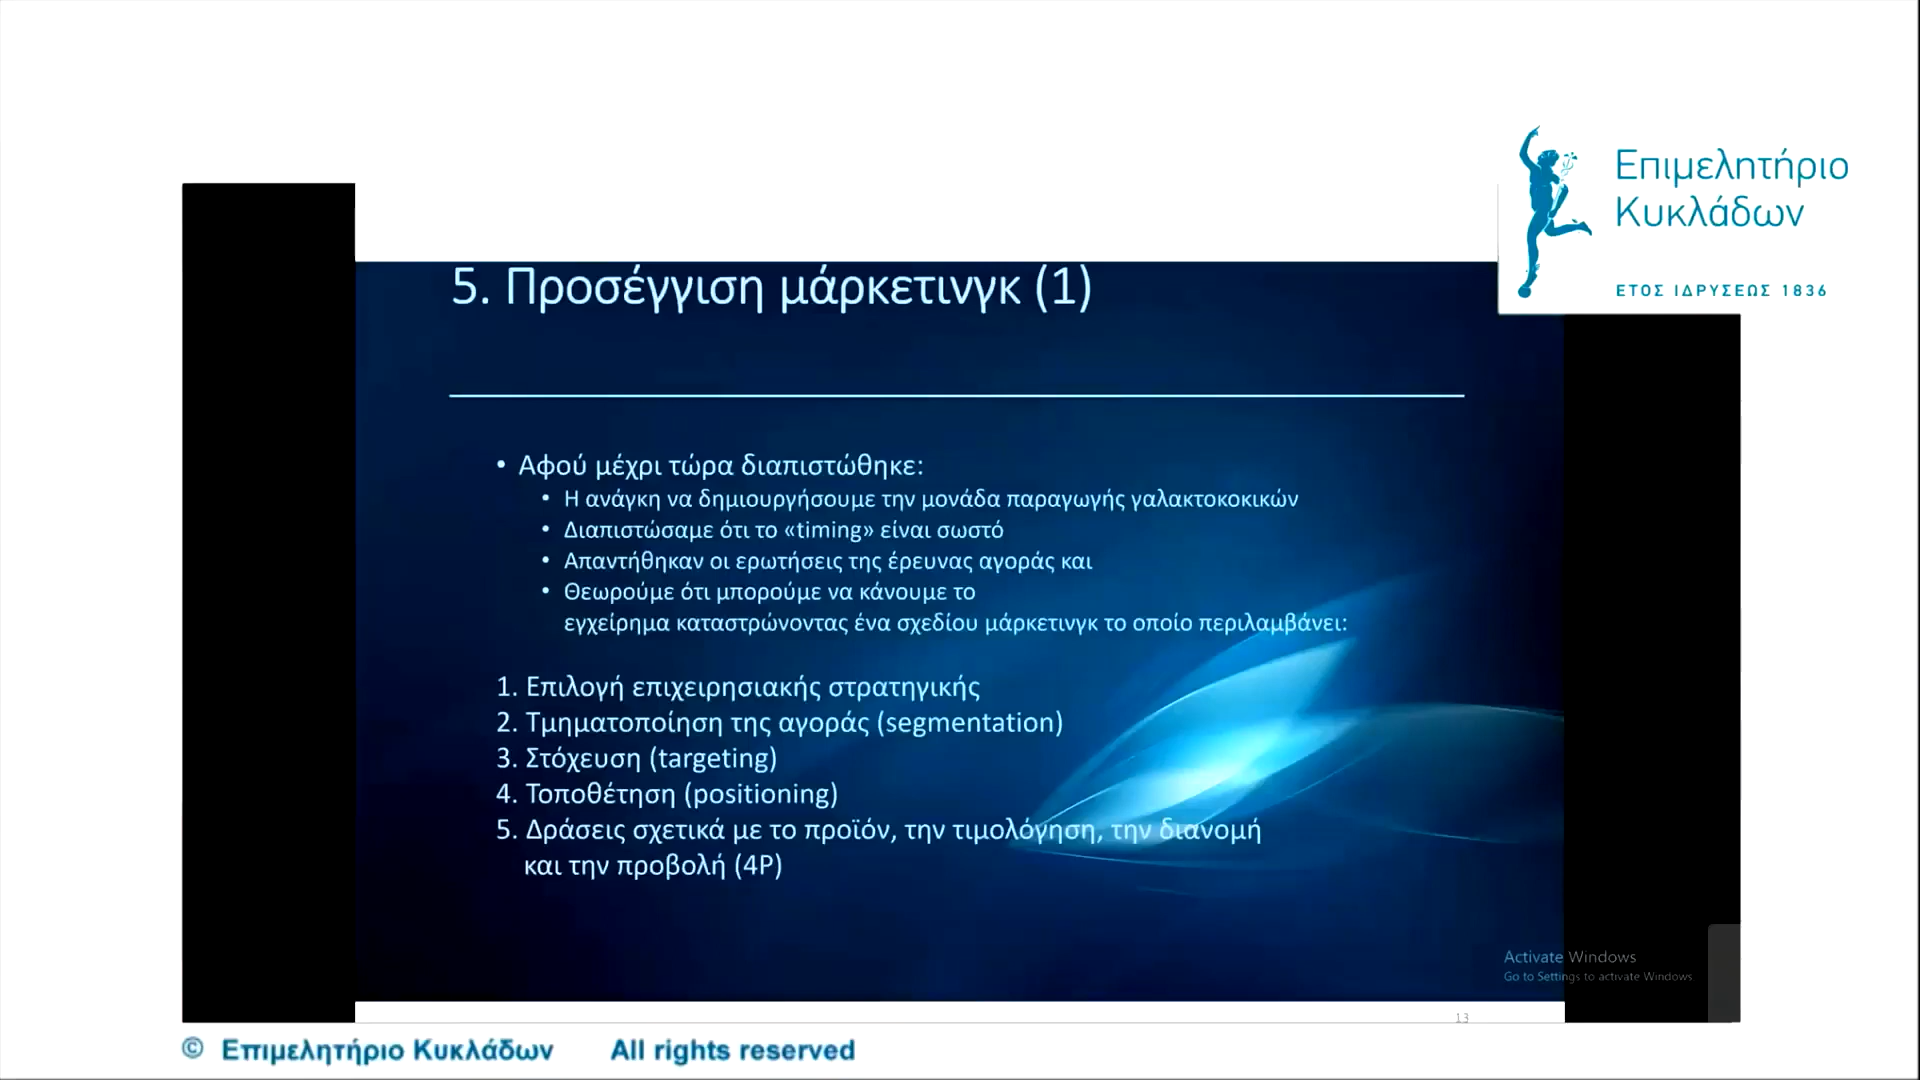 Επιμελητήριο
Κυκλάδων
ΕΤΟΣ ΙΔΡΥΣΕΩΣ 1836
5. Προσέγγιση μάρκετινγκ (1)
• Αφού μέχρι τώρα διαπιστώθηκε:
• Η ανάγκη να δημιουργήσουμε την μονάδα παραγωγής γαλακτοκοκικών
• Διαπιστώσαμε ότι το «timing» είναι σωστό
• Απαντήθηκαν οι ερωτήσεις της έρευνας αγοράς και
• Θεωρούμε ότι μπορούμε να κάνουμε το
εγχείρημα καταστρώνοντας ένα σχεδίου μάρκετινγκ το οποίο περιλαμβάνει:
1. Επιλογή επιχειρησιακής στρατηγικής
2. Τμηματοποίηση της αγοράς (segmentation)
3. Στόχευση (targeting)
4. Τοποθέτηση (positioning)
5. Δράσεις σχετικά με το προϊόν, την τιμολόγηση, την διανομή
και την προβολή (4P)
Activate Windows
Go to Settings to activate Windows.
13
© Επιμελητήριο Κυκλάδων All rights reserved